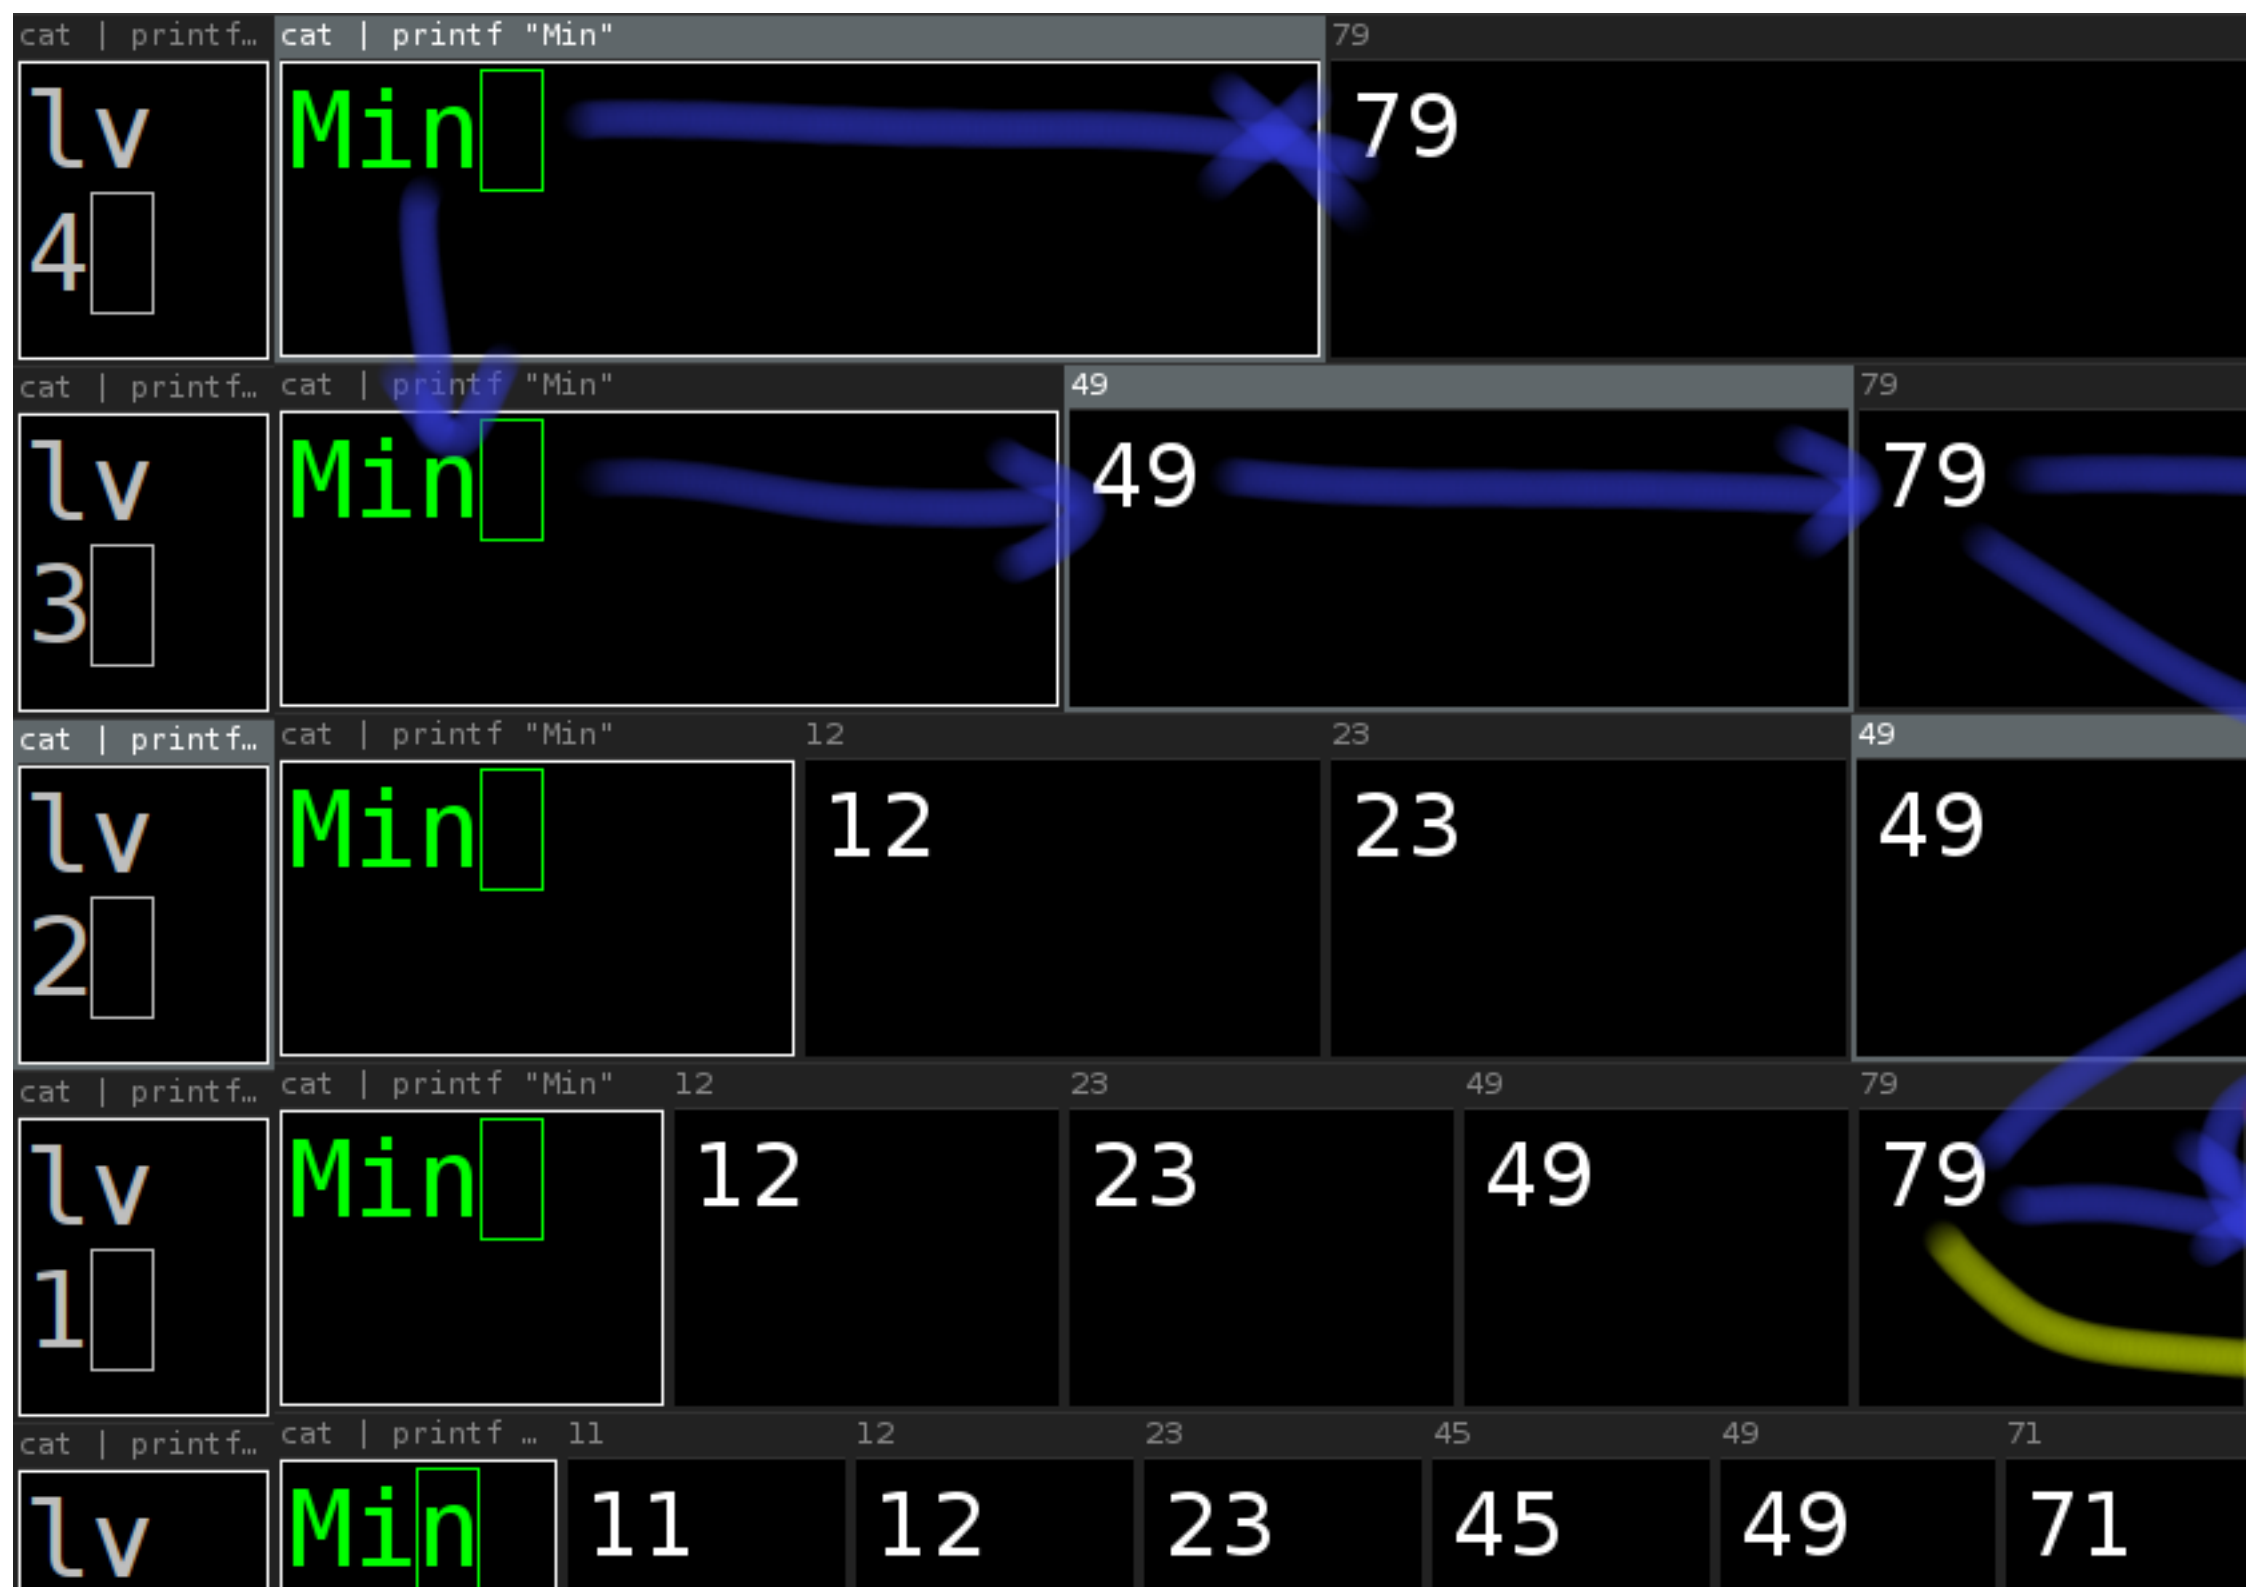 cat | printf… cat | printf "Min" 79
lv Min 79
4
cat | printf… cat | printf "Min" 49 79
lv Min 49 79
3
cat | printf… cat | printf "Min" 12 23 49
lv Min 12 23 49
2
cat | printf… cat | printf "Min" 12 23 49 79
lv Min 12 23 49 79
1
cat | printf… cat | printf … 11 12 23 45 49 71
lv Min 11 12 23 45 49 71